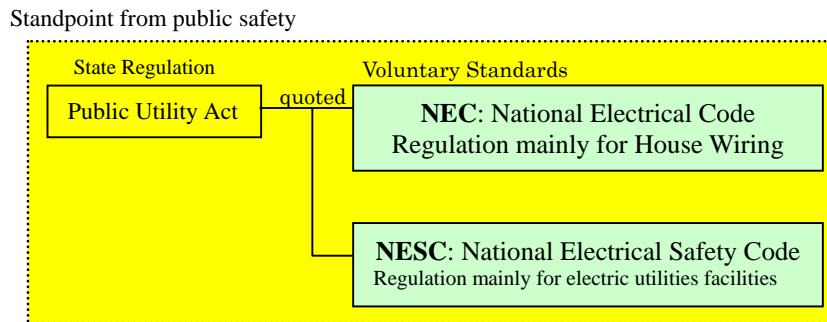 Standpoint from public safety
State Regulation
Voluntary Standards
Public Utility Act
quoted
NEC: National Electrical Code
Regulation mainly for House Wiring
NESC: National Electrical Safety Code
Regulation mainly for electric utilities facilities